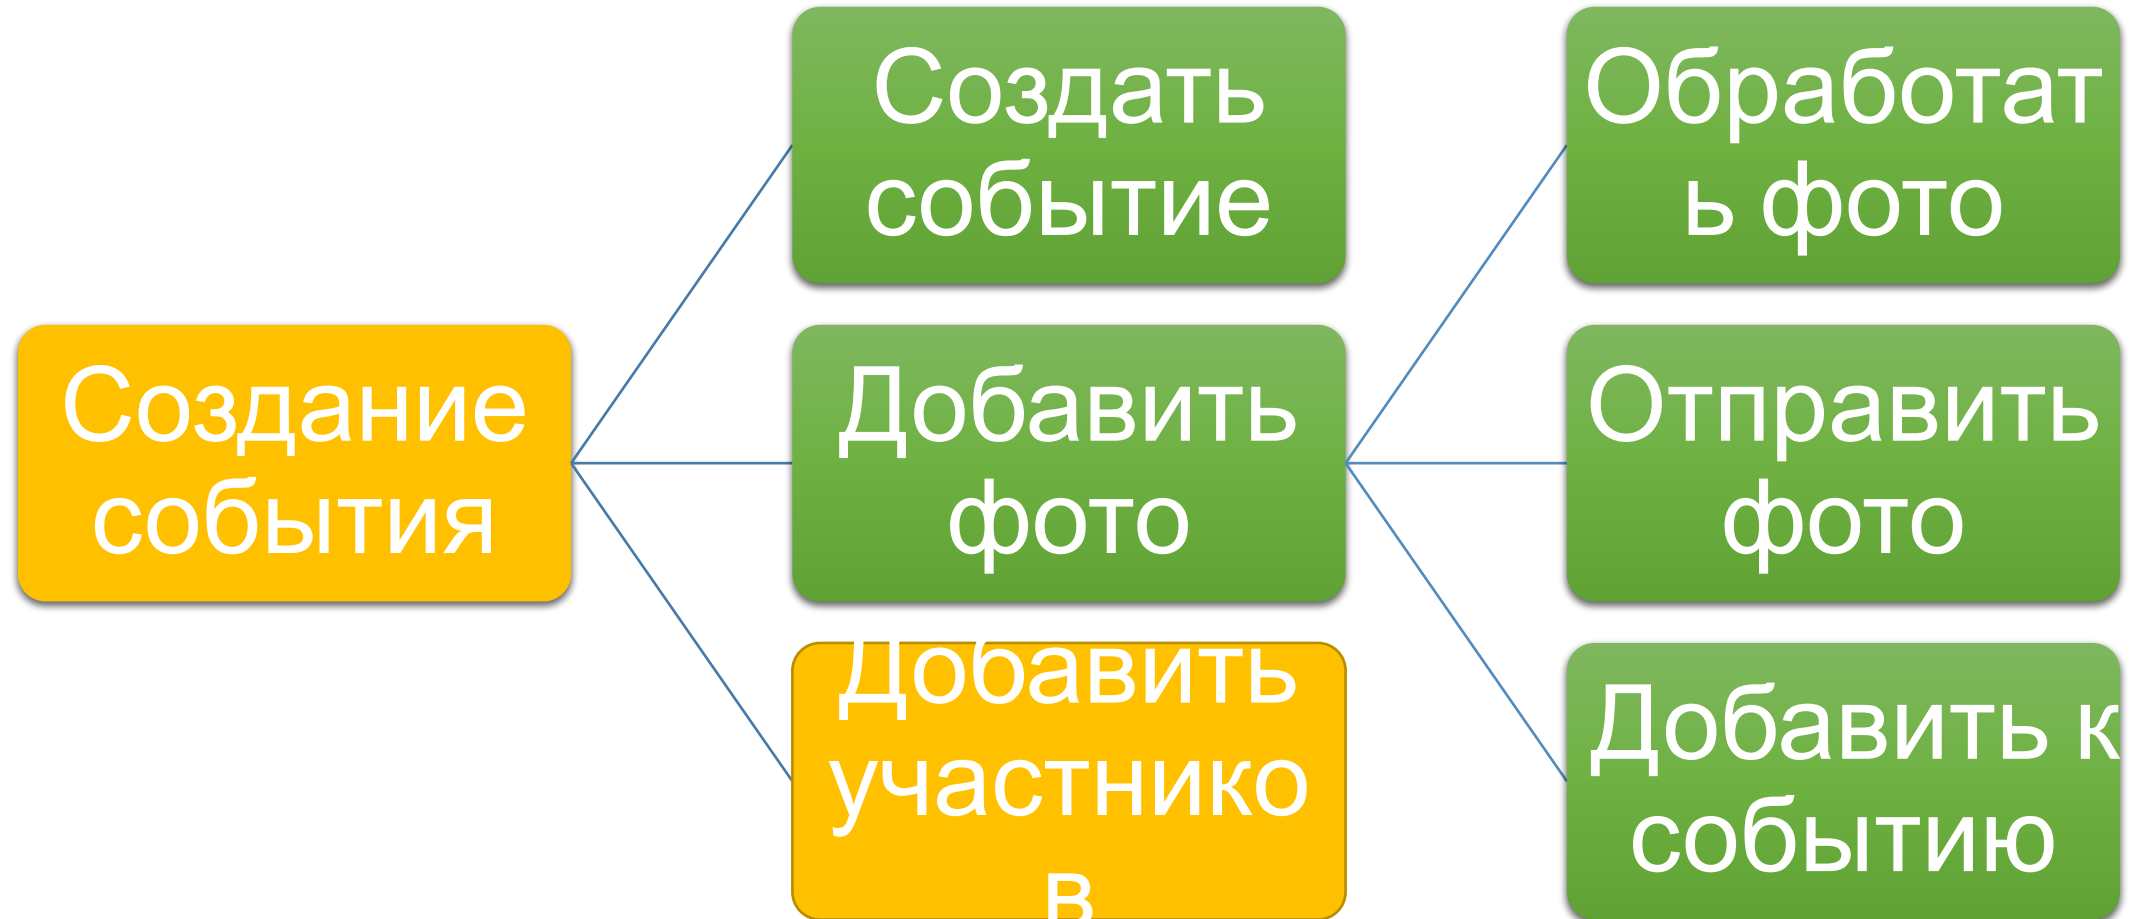 Создание
события
Создать
событие
Добавить
фото
Добавить
участнико
в
Обработат
ь фото
Отправить
фото
Добавить к
событию